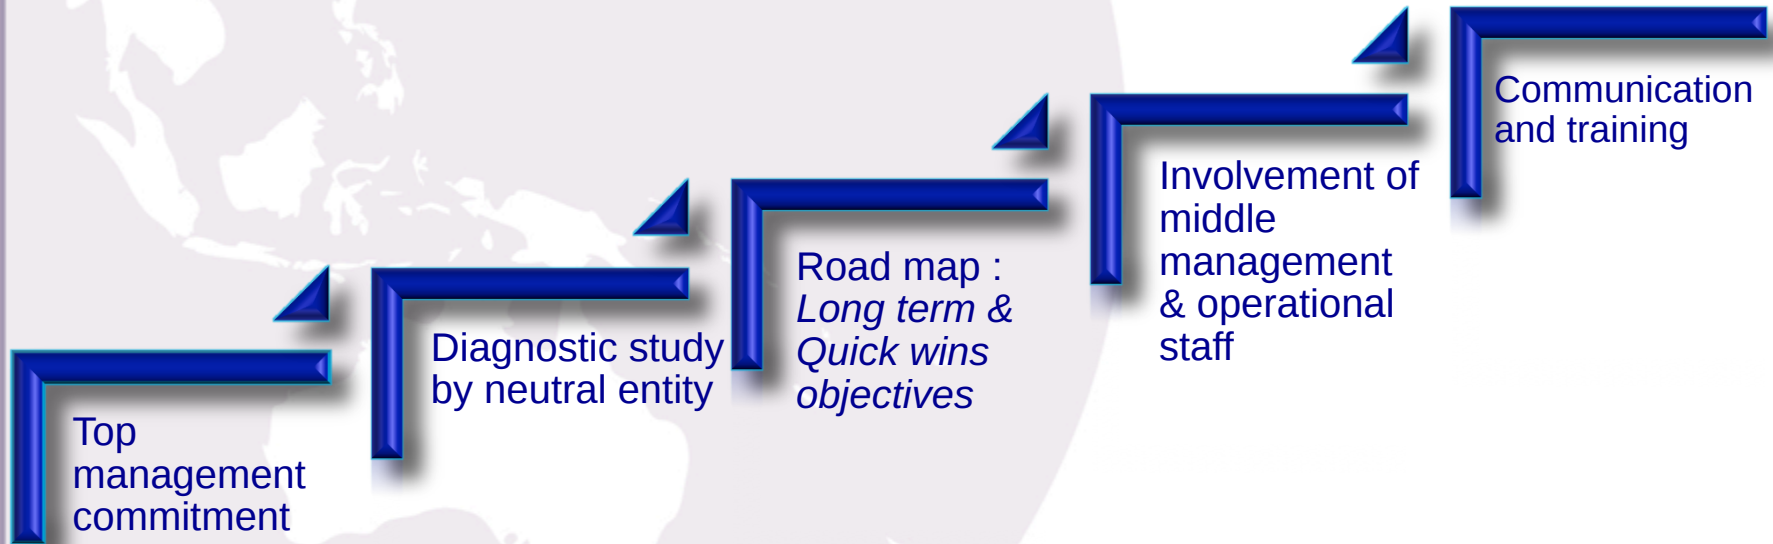 Top
management
commitment
Diagnostic study
by neutral entity
Road map :
Long term &
Quick wins
objectives
Involvement of
middle
management
& operational
staff
Communication
and training